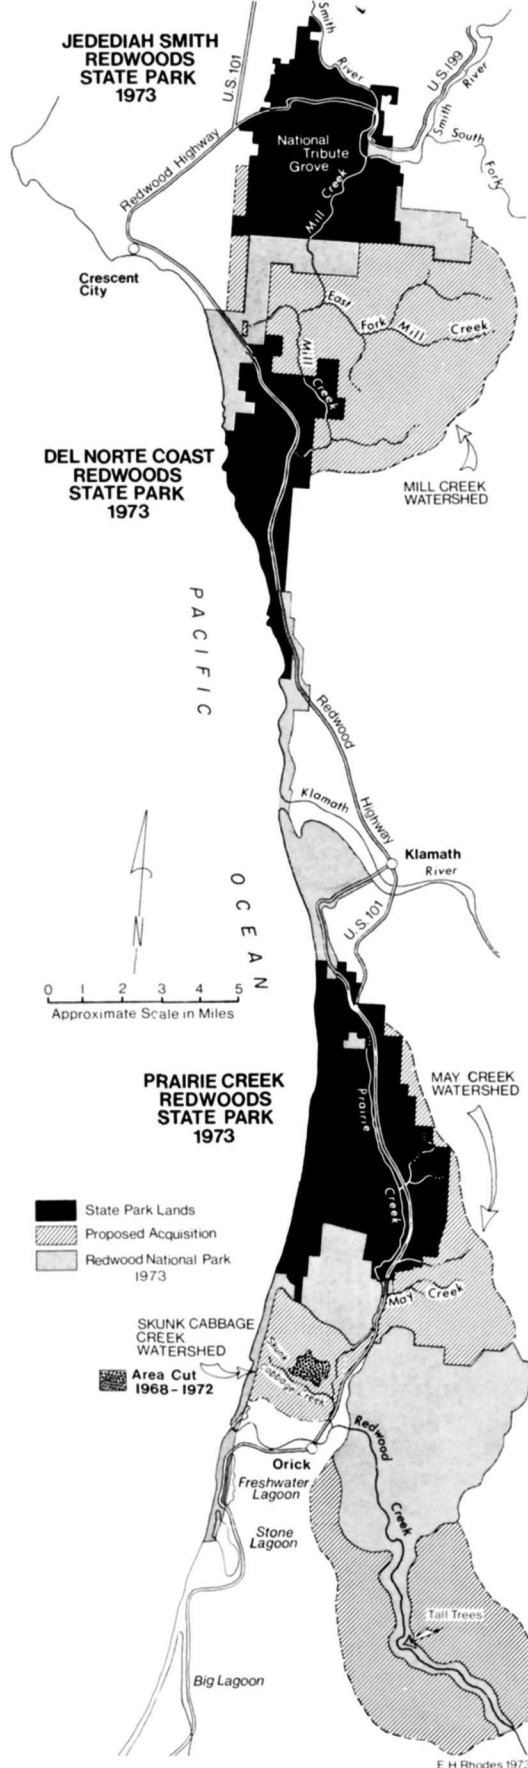 JEDEDIAH SMITH
REDWOODS
STATE PARK
1973
U.S. 101
Smith
River
U.S. 199
Smith
River
South
Fork
National
Tribute
Grove
Redwood Highway
Mill Creek
Crescent
City
East
Fork
Mill
Creek
Mill
Creek
DEL NORTE COAST
REDWOODS
STATE PARK
1973
MILL CREEK
WATERSHED
PACIFIC
Redwood
Highway
Klamath
Klamath
River
U.S. 101
OCEAN
N
0 1 2 3 4 5
Approximate Scale in Miles
PRAIRIE CREEK
REDWOODS
STATE PARK
1973
MAY CREEK
WATERSHED
Prairie
Creek
State Park Lands
Proposed Acquisition
Redwood National Park
1973
May Creek
SKUNK CABBAGE
CREEK
WATERSHED
Skunk
Cabbage Creek
Area Cut
1968-1972
Redwood
Creek
Orick
Freshwater
Lagoon
Stone
Lagoon
Tall Trees
Big Lagoon
E.H. Rhodes 1973